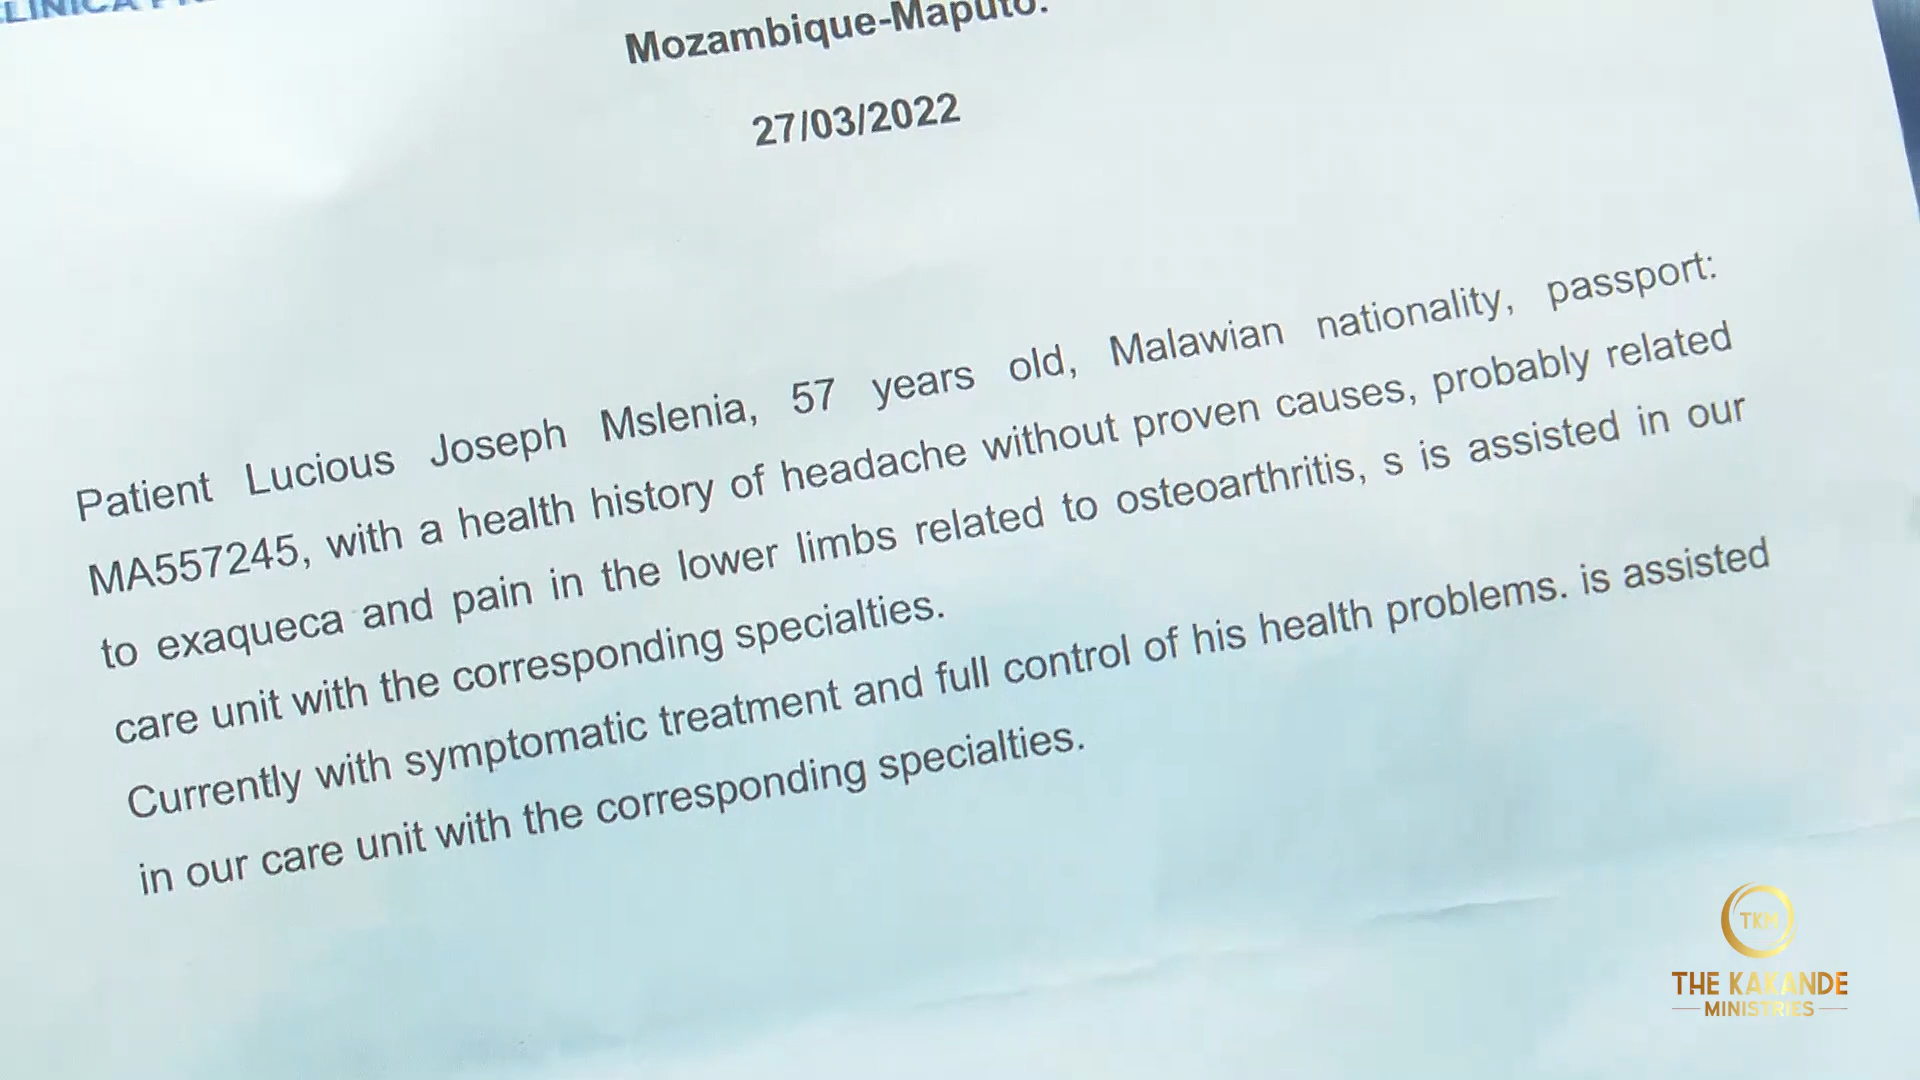 CLINICA
Mozambique-Maputo.
27/03/2022
Patient Lucious Joseph Mslenia, 57 years old, Malawian nationality, passport:
MA557245, with a health history of headache without proven causes, probably related
to exaqueca and pain in the lower limbs related to osteoarthritis, s is assisted in our
care unit with the corresponding specialties.
Currently with symptomatic treatment and full control of his health problems. is assisted
in our care unit with the corresponding specialties.
TKM
THE KAKANDE
MINISTRIES